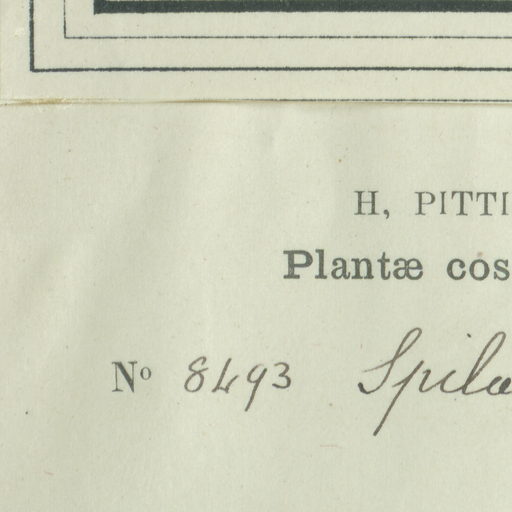 H, PITTI
Plantæ cos
Nº 8493 Spila